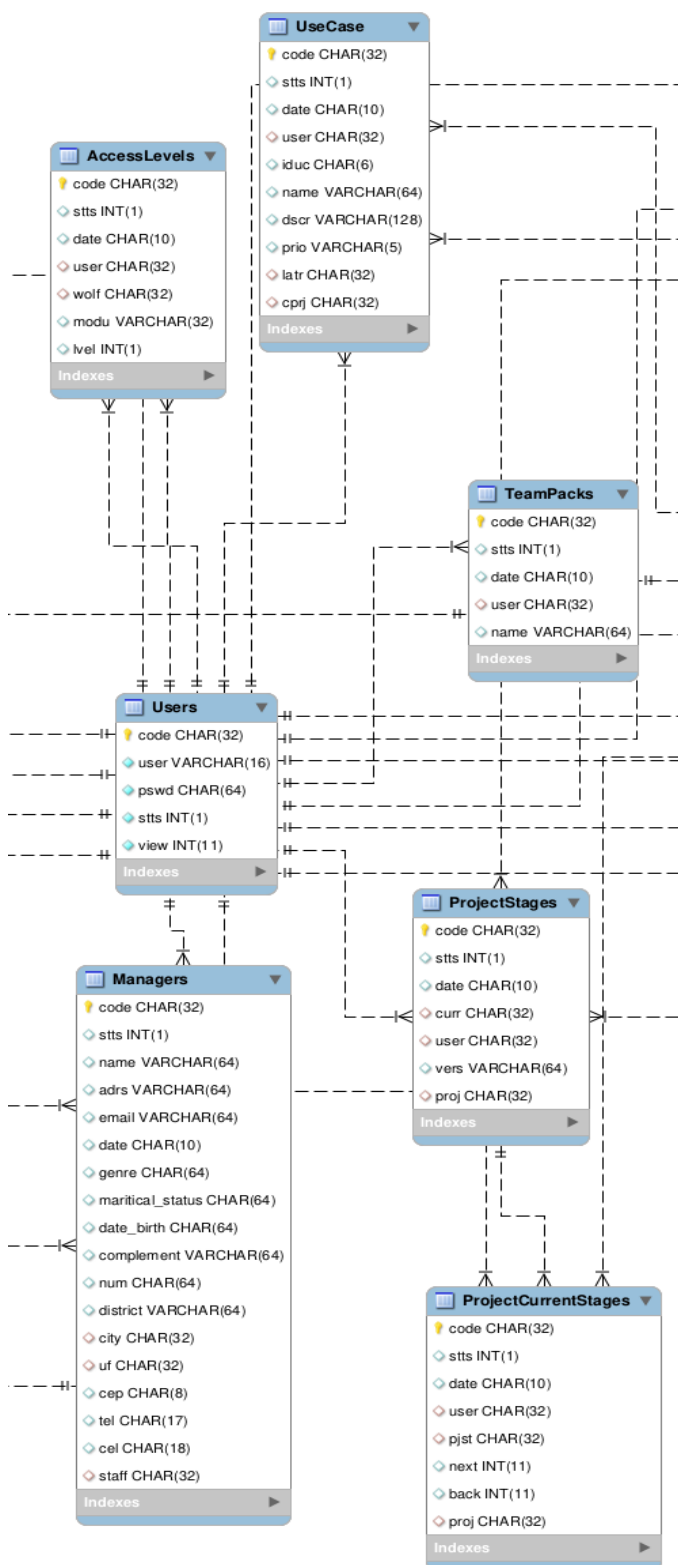 UseCase
code CHAR(32)
stts INT(1)
date CHAR(10)
user CHAR(32)
iduc CHAR(6)
name VARCHAR(64)
dscr VARCHAR(128)
prio VARCHAR(5)
latr CHAR(32)
cprj CHAR(32)
Indexes
AccessLevels
code CHAR(32)
stts INT(1)
date CHAR(10)
user CHAR(32)
wolf CHAR(32)
modu VARCHAR(32)
lvel INT(1)
Indexes
TeamPacks
code CHAR(32)
stts INT(1)
date CHAR(10)
user CHAR(32)
name VARCHAR(64)
Indexes
Users
code CHAR(32)
user VARCHAR(16)
pswd CHAR(64)
stts INT(1)
view INT(11)
Indexes
ProjectStages
code CHAR(32)
stts INT(1)
date CHAR(10)
curr CHAR(32)
user CHAR(32)
vers VARCHAR(64)
proj CHAR(32)
Indexes
Managers
code CHAR(32)
stts INT(1)
name VARCHAR(64)
adrs VARCHAR(64)
email VARCHAR(64)
date CHAR(10)
genre CHAR(64)
maritical_status CHAR(64)
date_birth CHAR(64)
complement VARCHAR(64)
num CHAR(64)
district VARCHAR(64)
city CHAR(32)
uf CHAR(32)
cep CHAR(8)
tel CHAR(17)
cel CHAR(18)
staff CHAR(32)
Indexes
ProjectCurrentStages
code CHAR(32)
stts INT(1)
date CHAR(10)
user CHAR(32)
pjst CHAR(32)
next INT(11)
back INT(11)
proj CHAR(32)
Indexes